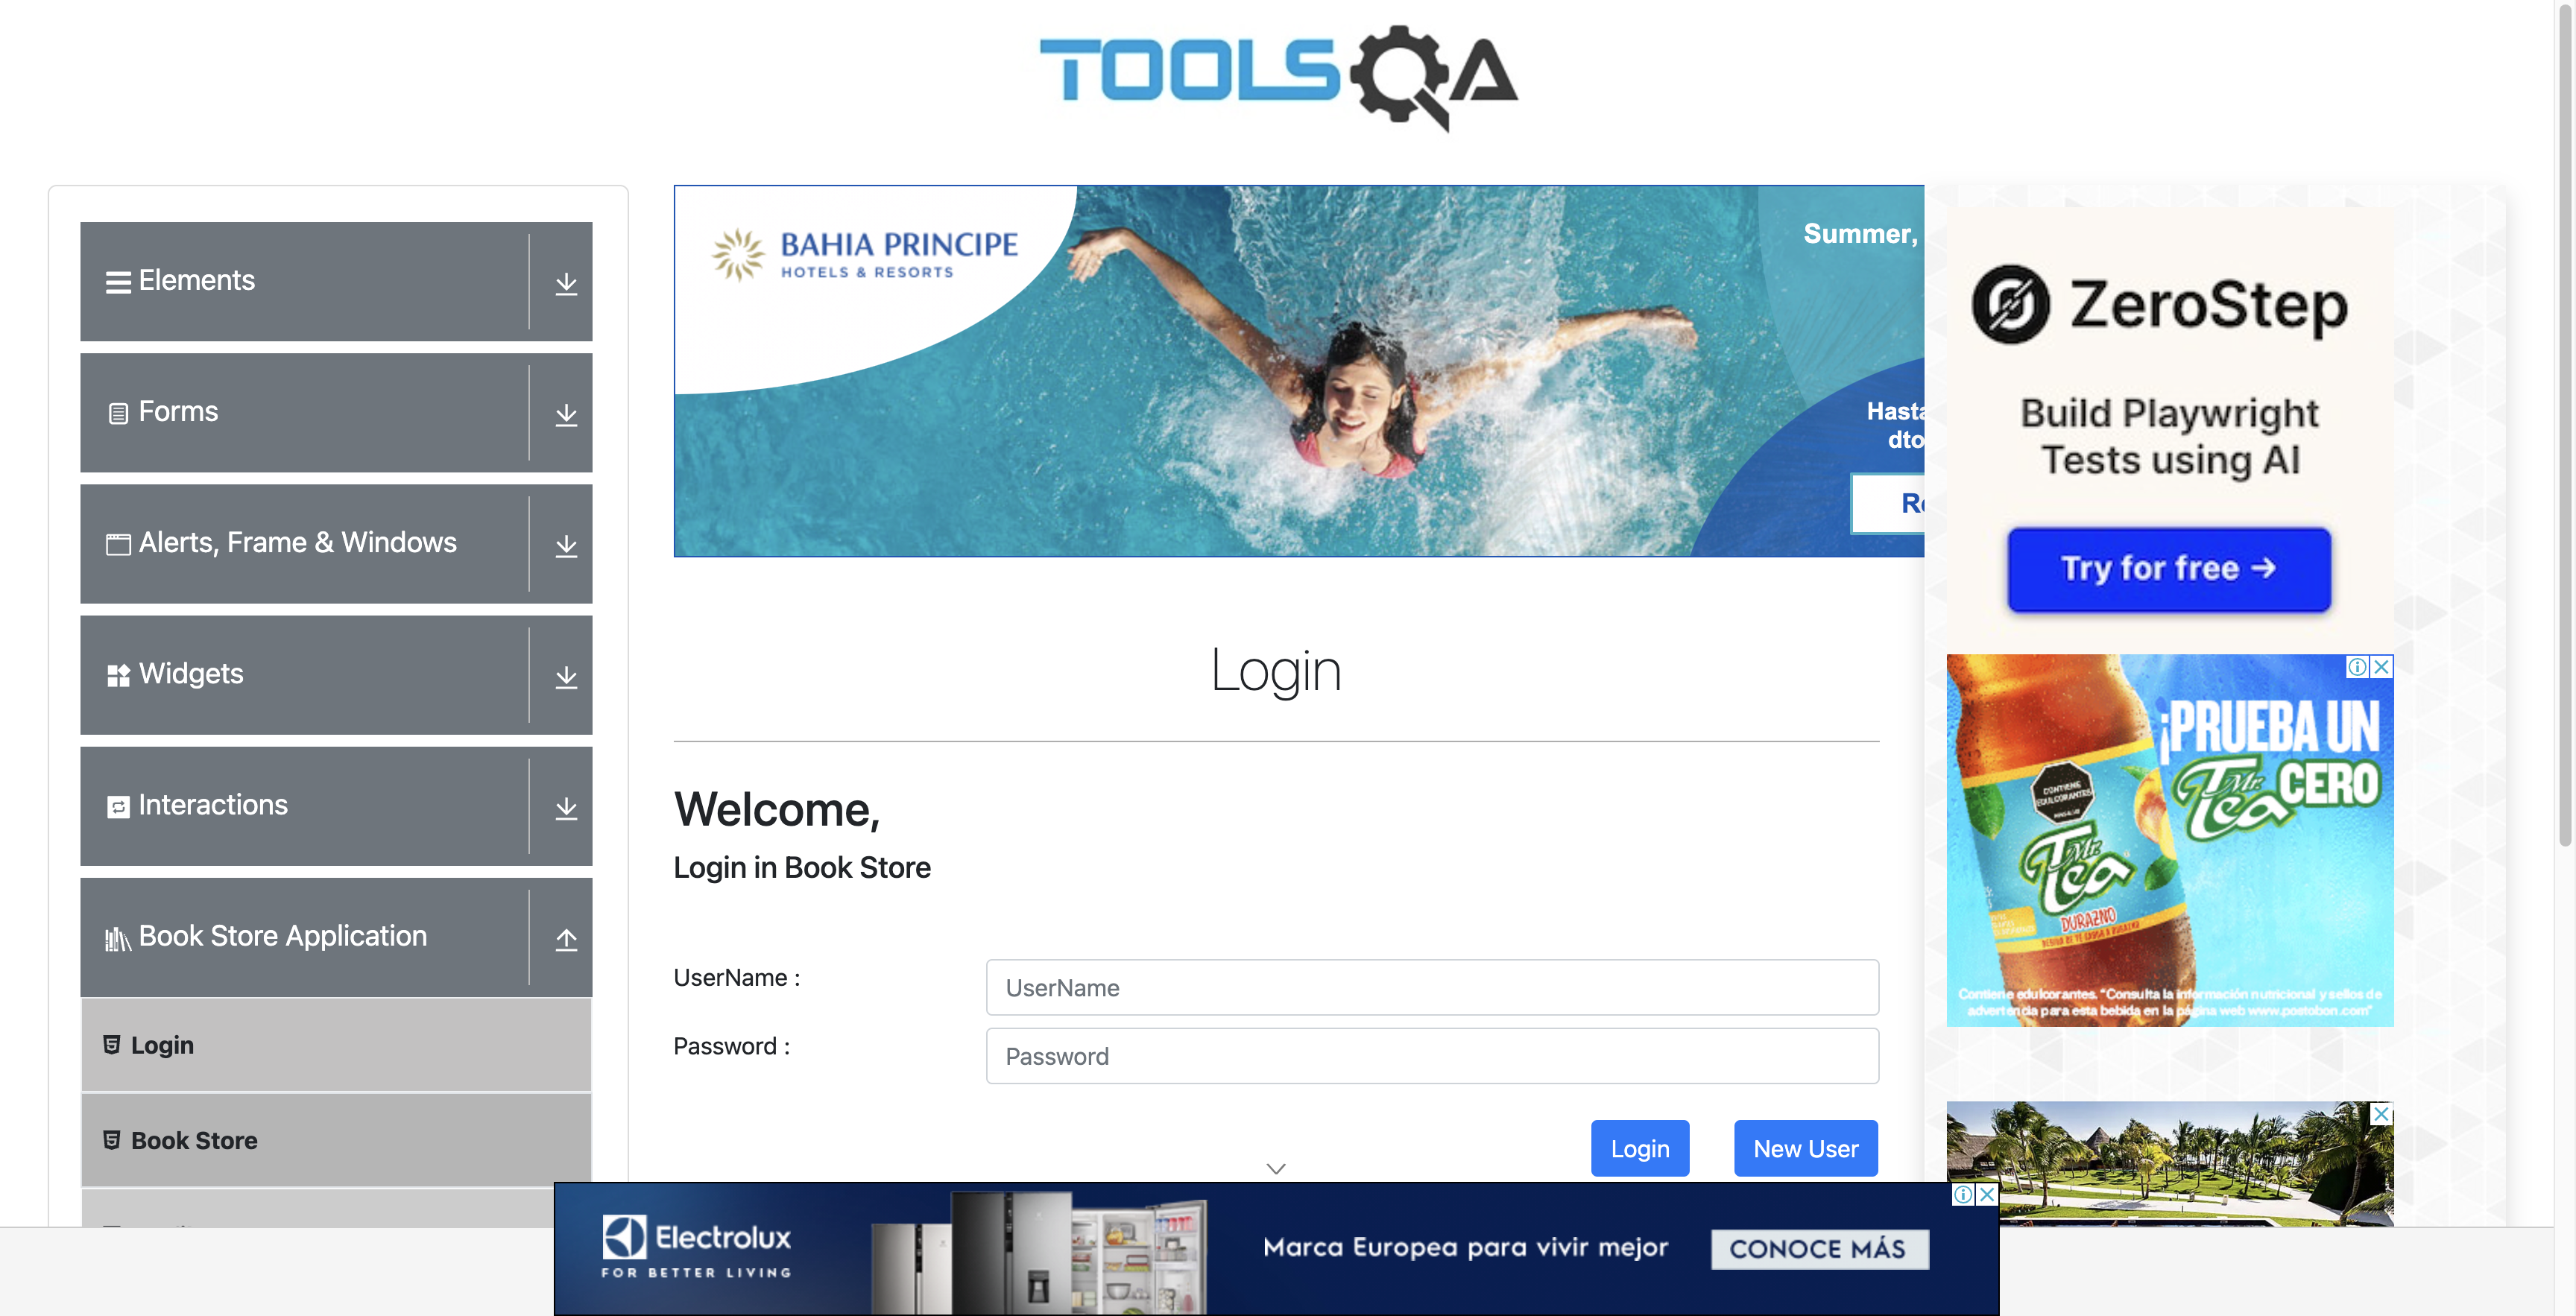 TOOLSQA
Elements
Forms
Alerts, Frame & Windows
Widgets
Interactions
Book Store Application
Login
Book Store
BAHIA PRINCIPE
HOTELS & RESORTS
Summer,
Hasta
dto
Login
Welcome,
Login in Book Store
UserName :
UserName
Password :
Password
Login
New User
ZeroStep
Build Playwright
Tests using AI
Try for free →
¡PRUEBA UN
Mr. Tea CERO
CONTIENE
EDULCORANTES
Mr.
Tea
DURAZNO
Contiene edulcorantes. "Consulta la información nutricional y sellos de
advertencia para esta bebida en la página web www.postobon.com"
Electrolux
FOR BETTER LIVING
Marca Europea para vivir mejor
CONOCE MÁS